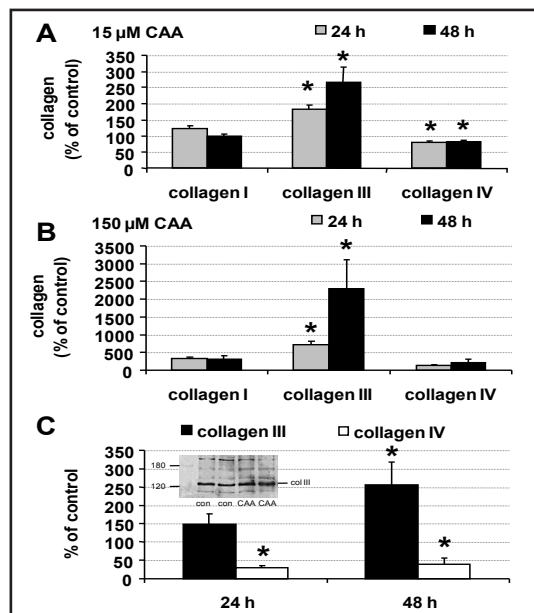 A
15 µM CAA
24 h
48 h
collagen
(% of control)
350
300
250
200
150
100
50
0
*
*
*
*
collagen I
collagen III
collagen IV
B
150 µM CAA
24 h
48 h
collagen
(% of control)
3500
3000
2500
2000
1500
1000
500
0
*
*
collagen I
collagen III
collagen IV
C
collagen III
collagen IV
% of control
350
300
250
200
150
100
50
0
180
120
col III
con con CAA CAA
*
*
*
24 h
48 h